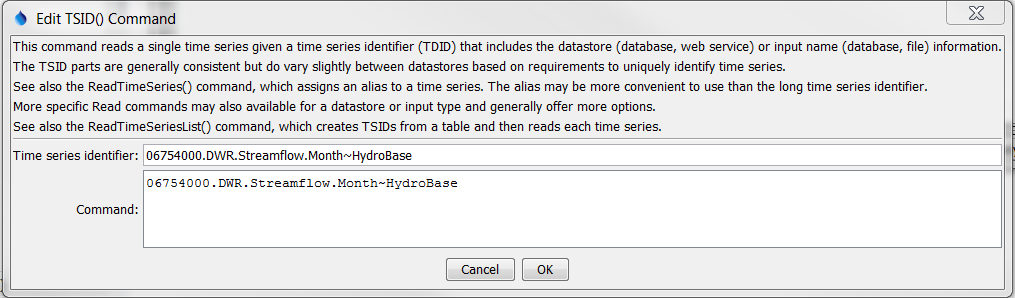 Edit TSID() Command
This command reads a single time series given a time series identifier (TDID) that includes the datastore (database, web service) or input name (database, file) information.
The TSID parts are generally consistent but do vary slightly between datastores based on requirements to uniquely identify time series.
See also the ReadTimeSeries() command, which assigns an alias to a time series. The alias may be more convenient to use than the long time series identifier.
More specific Read commands may also available for a datastore or input type and generally offer more options.
See also the ReadTimeSeriesList() command, which creates TSIDs from a table and then reads each time series.
Time series identifier: 06754000.DWR.Streamflow.Month~HydroBase
06754000.DWR.Streamflow.Month~HydroBase
Command:
Cancel OK